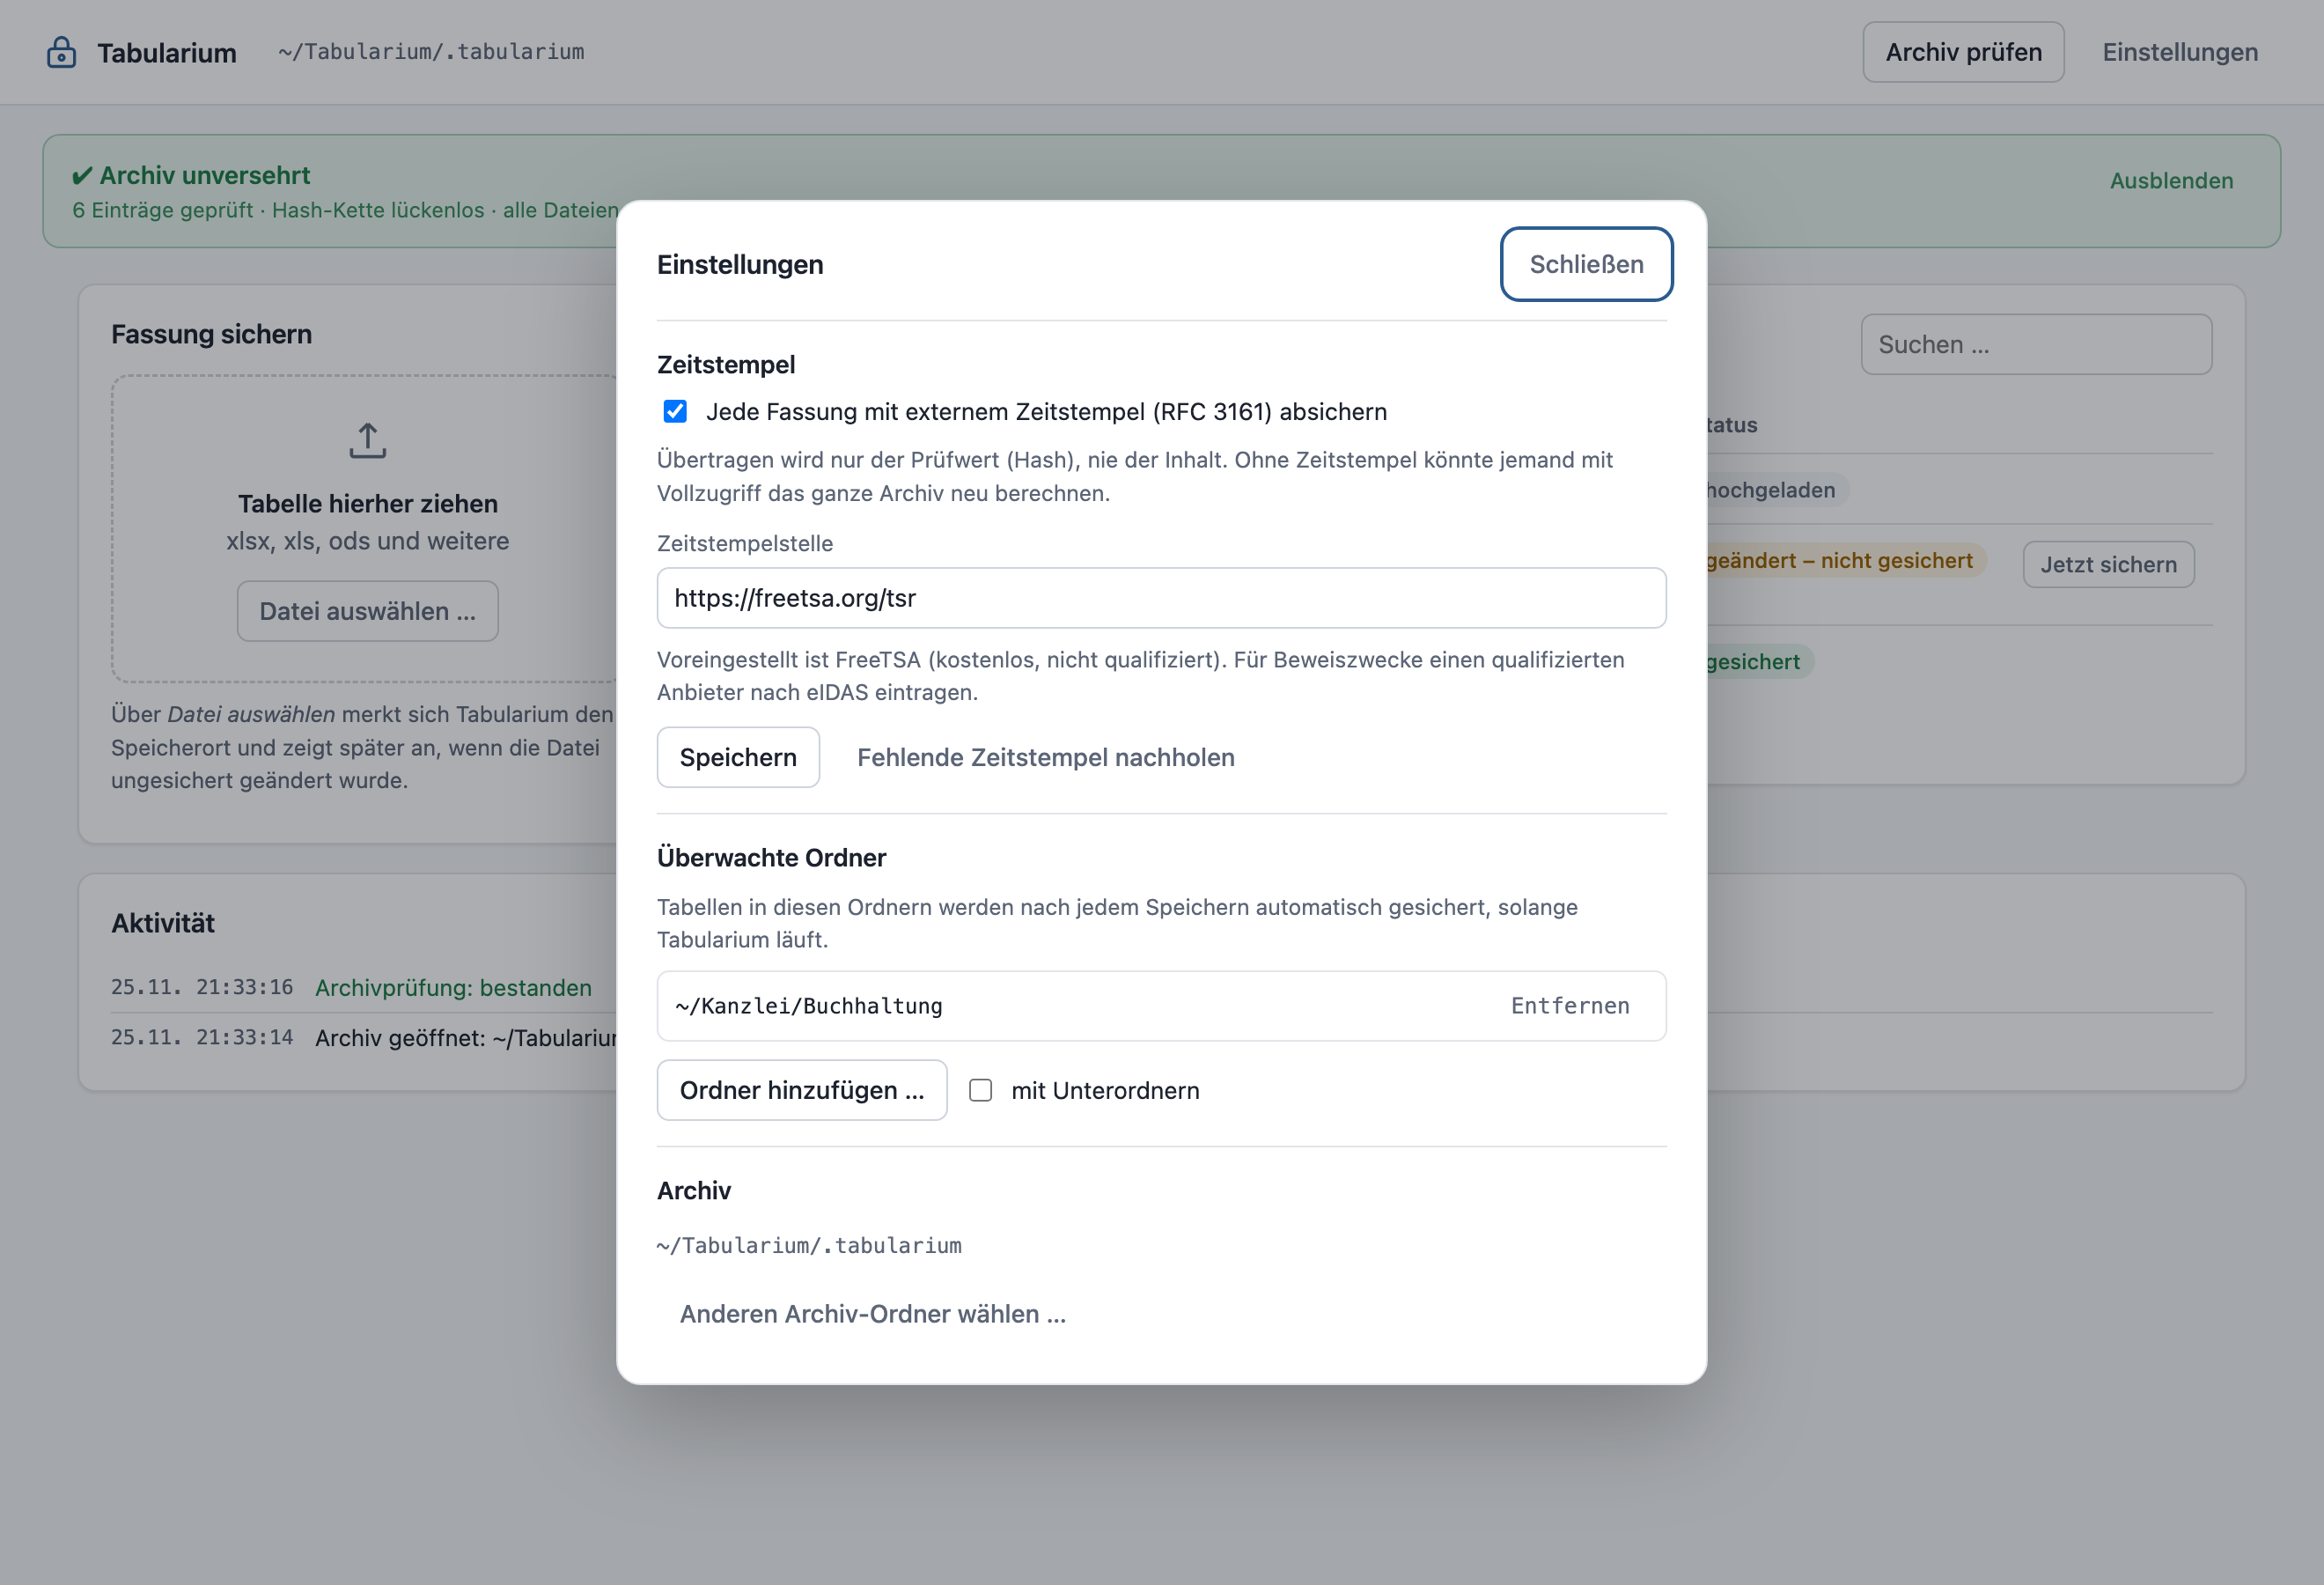 Tabularium ~/Tabularium/.tabularium Archiv prüfen Einstellungen
✔ Archiv unversehrt
6 Einträge geprüft · Hash-Kette lückenlos · alle Dateien
Ausblenden
Fassung sichern
Tabelle hierher ziehen
xlsx, xls, ods und weitere
Datei auswählen ...
Über Datei auswählen merkt sich Tabularium den
Speicherort und zeigt später an, wenn die Datei
ungesichert geändert wurde.
Aktivität
25.11. 21:33:16 Archivprüfung: bestanden
25.11. 21:33:14 Archiv geöffnet:
Einstellungen
Schließen
Zeitstempel
Jede Fassung mit externem Zeitstempel (RFC 3161) absichern
Übertragen wird nur der Prüfwert (Hash), nie der Inhalt. Ohne Zeitstempel könnte jemand mit
Vollzugriff das ganze Archiv neu berechnen.
Zeitstempelstelle
https://freetsa.org/tsr
Voreingestellt ist FreeTSA (kostenlos, nicht qualifiziert). Für Beweiszwecke einen qualifizierten
Anbieter nach eIDAS eintragen.
Speichern Fehlende Zeitstempel nachholen
Überwachte Ordner
Tabellen in diesen Ordnern werden nach jedem Speichern automatisch gesichert, solange
Tabularium läuft.
~/Kanzlei/Buchhaltung Entfernen
Ordner hinzufügen ... mit Unterordnern
Archiv
~/Tabularium/.tabularium
Anderen Archiv-Ordner wählen ...
Suchen ...
hochgeladen
geändert – nicht gesichert Jetzt sichern
gesichert